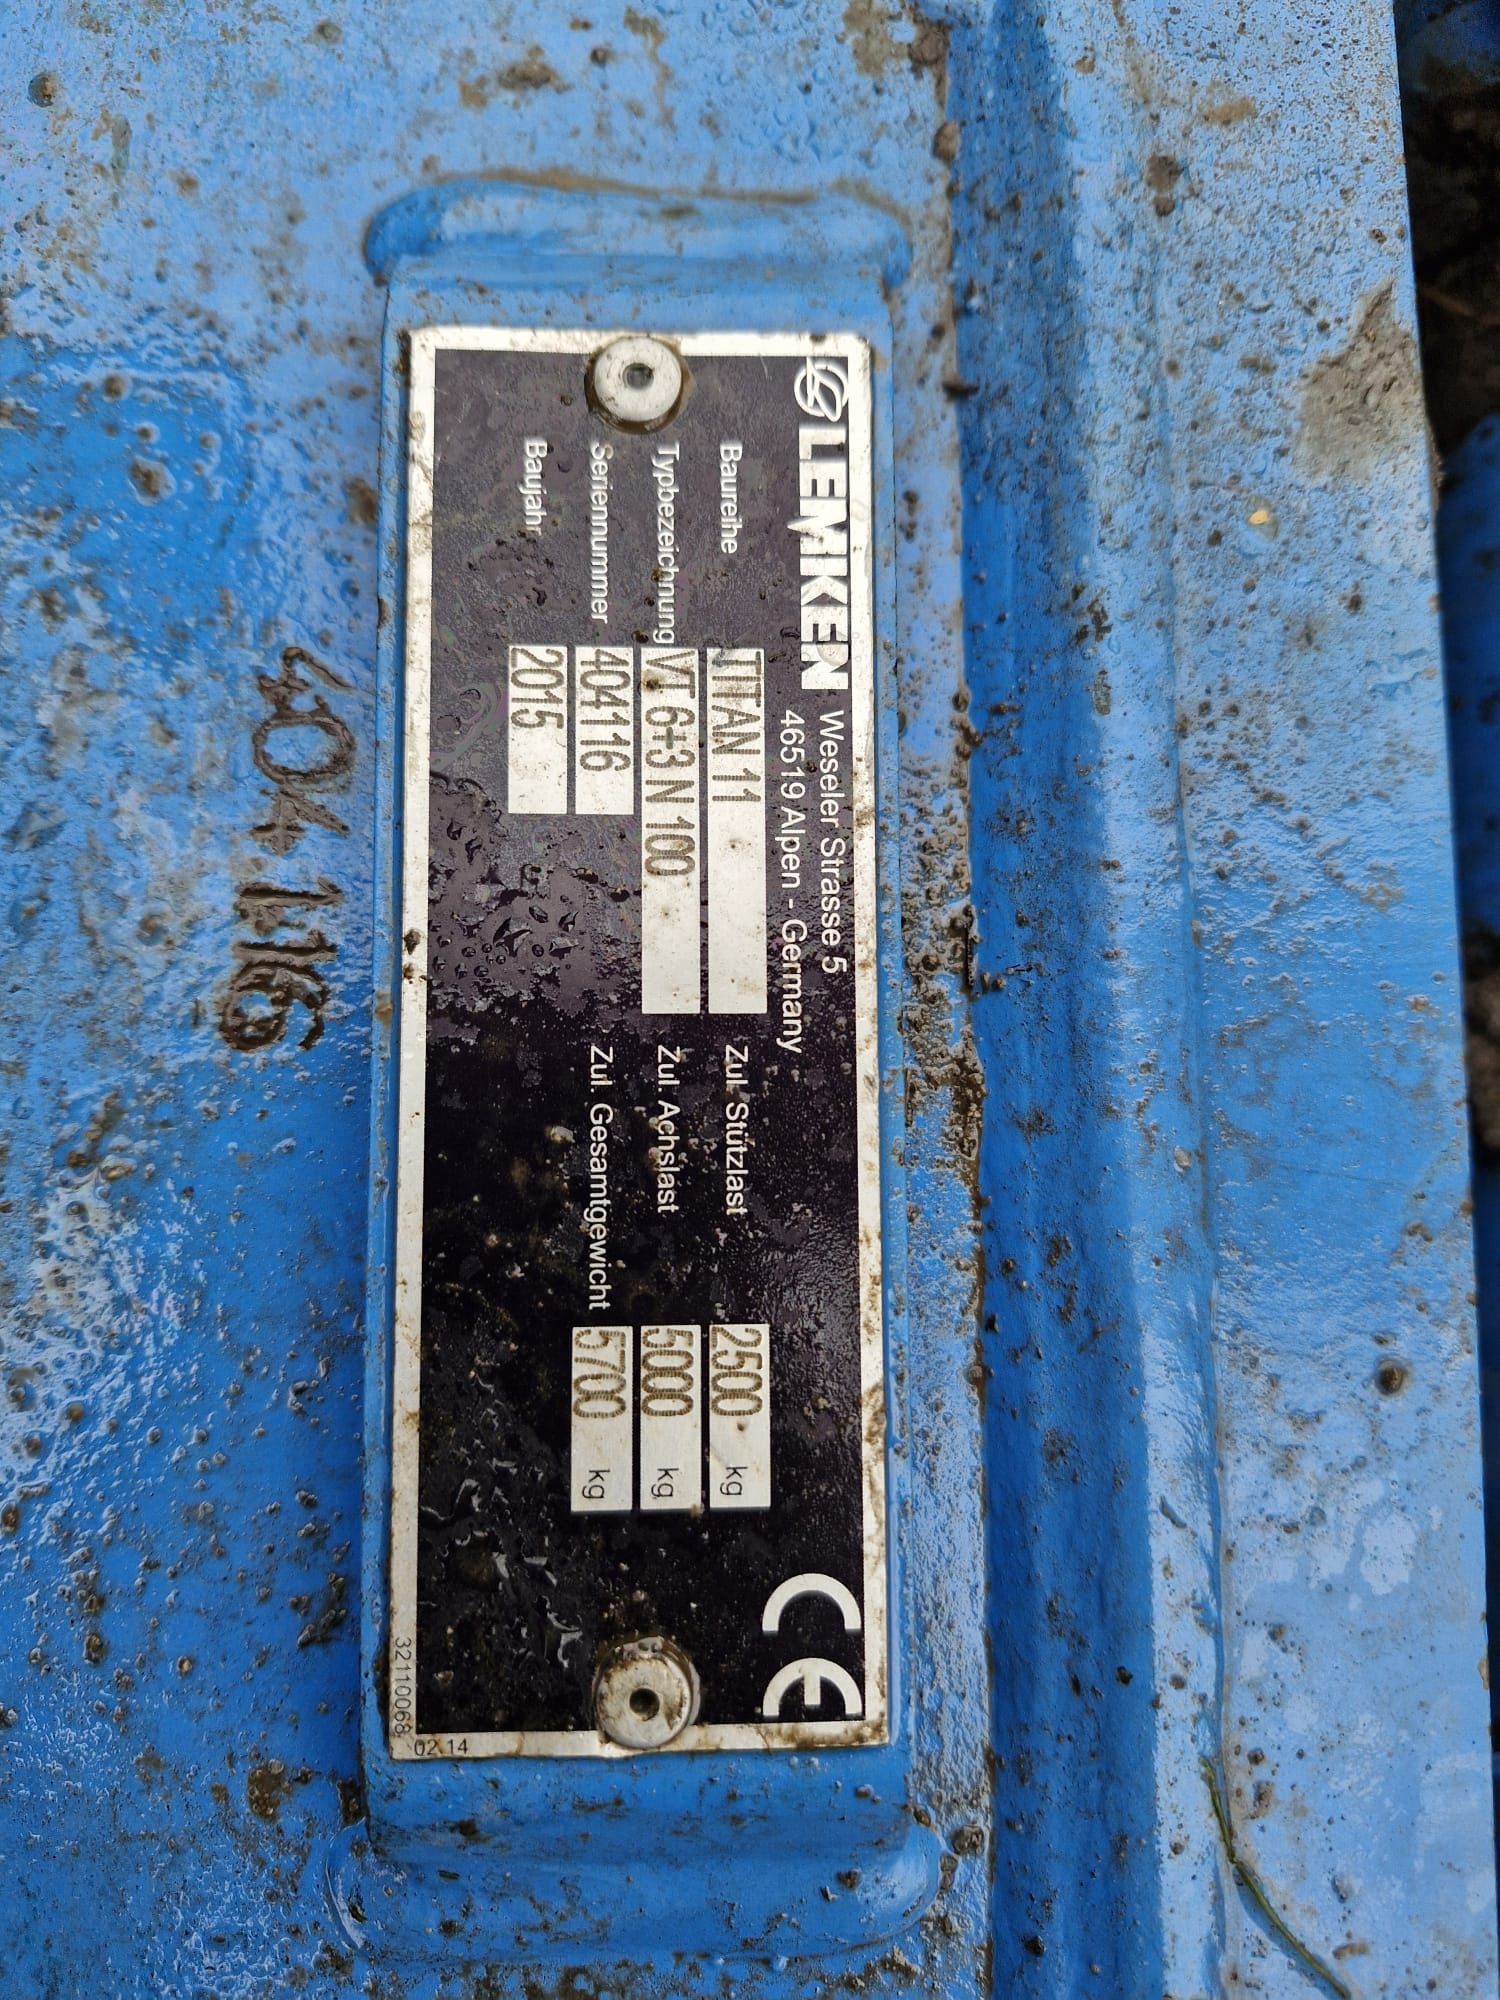 LEMKEN
Weseler Strasse 5
46519 Alpen - Germany
Baureihe TITAN 11
Typbezeichnung VT 6+3 N 100
Seriennummer 404116
Baujahr 2015
Zul. Stützlast 2500 kg
Zul. Achslast 5000 kg
Zul. Gesamtgewicht 5700 kg
CE
32110068
02.14
404116